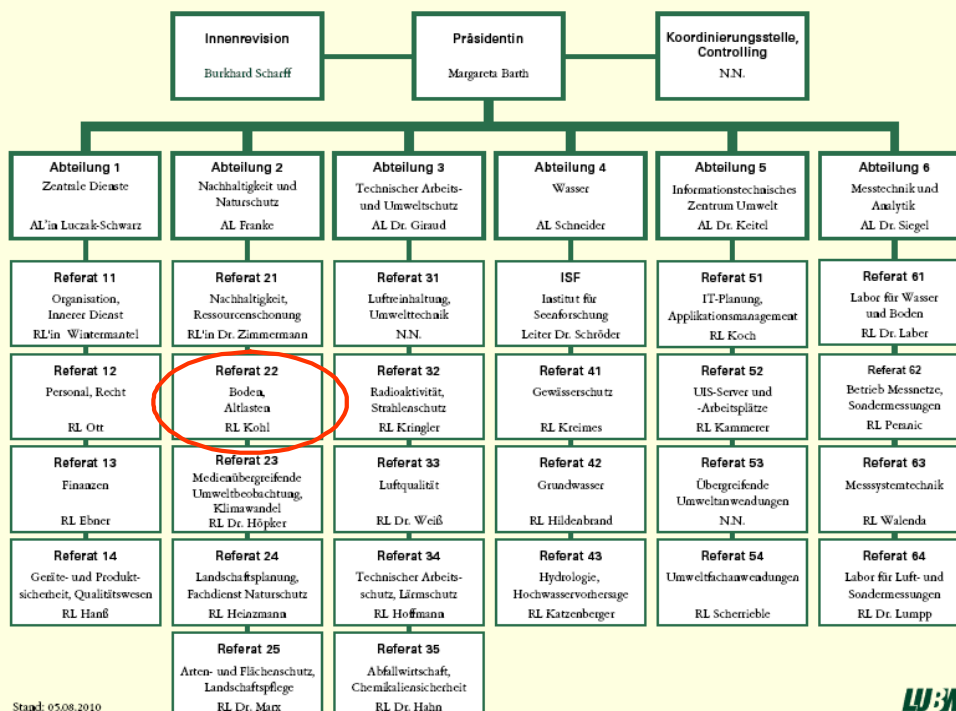 Innenrevision
Burkhard Scharff
Präsidentin
Margareta Barth
Koordinierungsstelle,
Controlling
N.N.
Abteilung 1
Zentrale Dienste
AL'in Luczak-Schwarz
Abteilung 2
Nachhaltigkeit und
Naturschutz
AL Franke
Abteilung 3
Technischer Arbeits-
und Umweltschutz
AL Dr. Giraud
Abteilung 4
Wasser
AL Schneider
Abteilung 5
Informationstechnisches
Zentrum Umwelt
AL Dr. Keitel
Abteilung 6
Messtechnik und
Analytik
AL Dr. Siegel
Referat 11
Organisation,
Innerer Dienst
RL'in Wintermantel
Referat 21
Nachhaltigkeit,
Ressourcenschonung
RL'in Dr. Zimmermann
Referat 31
Luftreinhaltung,
Umwelttechnik
N.N.
ISF
Institut für
Seenforschung
Leiter Dr. Schröder
Referat 51
IT-Planung,
Applikationsmanagement
RL Koch
Referat 61
Labor für Wasser
und Boden
RL Dr. Laber
Referat 12
Personal, Recht
RL Ott
Referat 22
Boden,
Altlasten
RL Kohl
Referat 32
Radioaktivität,
Strahlenschutz
RL Kringler
Referat 41
Gewässerschutz
RL Kreimes
Referat 52
UIS-Server und
-Arbeitsplätze
RL Kammerer
Referat 62
Betrieb Messnetze,
Sondermessungen
RL Peranic
Referat 13
Finanzen
RL Ebner
Referat 23
Medienübergreifende
Umweltbeobachtung,
Klimawandel
RL Dr. Höpker
Referat 33
Luftqualität
RL Dr. Weiß
Referat 42
Grundwasser
RL Hildenbrand
Referat 53
Übergreifende
Umweltanwendungen
N.N.
Referat 63
Messsystemtechnik
RL Walenda
Referat 14
Geräte- und Produkt-
sicherheit, Qualitätswesen
RL Hanß
Referat 24
Landschaftsplanung,
Fachdienst Naturschutz
RL Heinzmann
Referat 34
Technischer Arbeits-
schutz, Lärmschutz
RL Hoffmann
Referat 43
Hydrologie,
Hochwasservorhersage
RL Katzenberger
Referat 54
Umweltfachanwendungen
RL Scherrieble
Referat 64
Labor für Luft- und
Sondermessungen
RL Dr. Lumpp
Referat 25
Arten- und Flächenschutz,
Landschaftspflege
RL Dr. Marx
Referat 35
Abfallwirtschaft,
Chemikaliensicherheit
RL Dr. Hahn
Stand: 05.08.2010